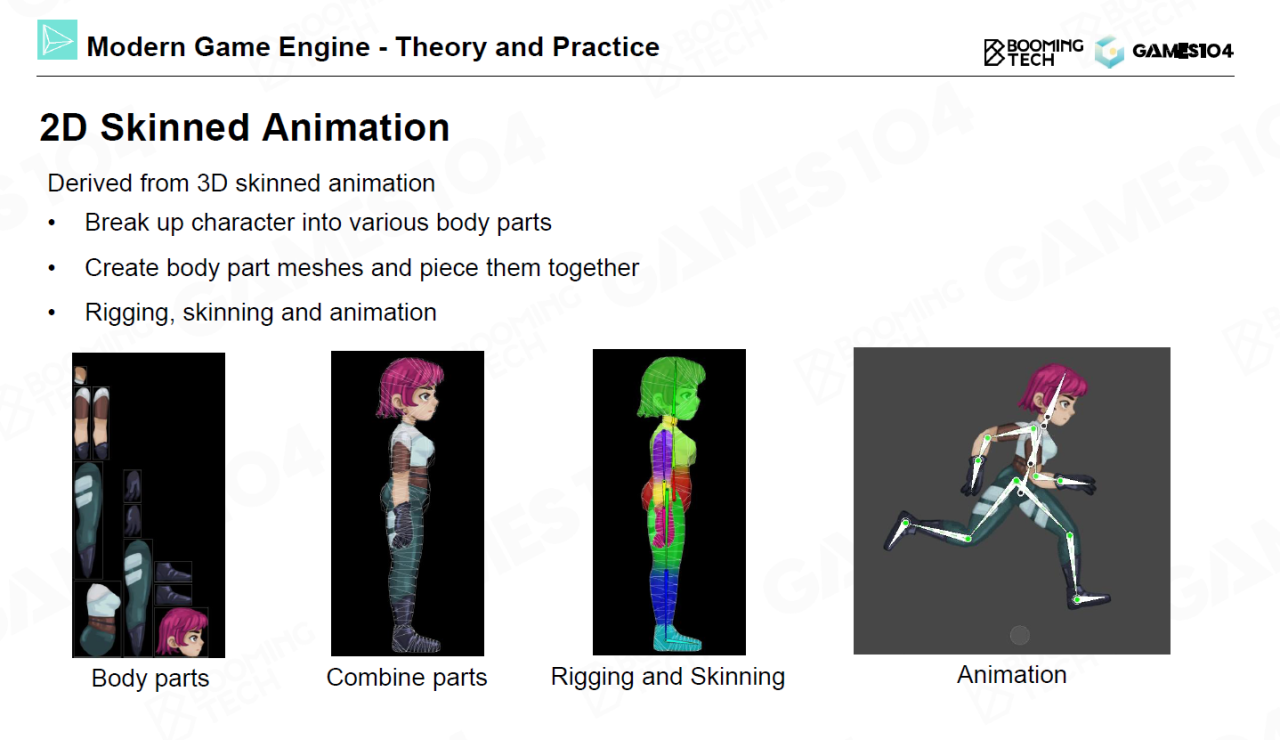 Modern Game Engine - Theory and Practice
BOOMING
TECH
GAMES104
2D Skinned Animation
Derived from 3D skinned animation
• Break up character into various body parts
• Create body part meshes and piece them together
• Rigging, skinning and animation
Body parts
Combine parts
Rigging and Skinning
Animation